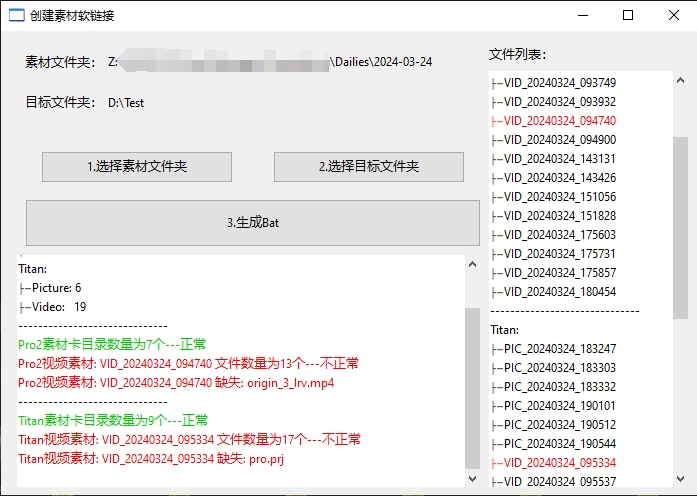 创建素材软链接
素材文件夹: Z: \Dailies\2024-03-24
目标文件夹: D:\Test
1.选择素材文件夹
2.选择目标文件夹
3.生成Bat
Titan:
├─Picture: 6
├─Video: 19
----------------------------
Pro2素材卡目录数量为7个---正常
Pro2视频素材: VID_20240324_094740 文件数量为13个---不正常
Pro2视频素材: VID_20240324_094740 缺失: origin_3_lrv.mp4
----------------------------
Titan素材卡目录数量为9个---正常
Titan视频素材: VID_20240324_095334 文件数量为17个---不正常
Titan视频素材: VID_20240324_095334 缺失: pro.prj
文件列表:
├─VID_20240324_093749
├─VID_20240324_093932
├─VID_20240324_094740
├─VID_20240324_094900
├─VID_20240324_143131
├─VID_20240324_143426
├─VID_20240324_151056
├─VID_20240324_151828
├─VID_20240324_175603
├─VID_20240324_175731
├─VID_20240324_175857
├─VID_20240324_180454
----------------------------
Titan:
├─PIC_20240324_183247
├─PIC_20240324_183303
├─PIC_20240324_183332
├─PIC_20240324_190101
├─PIC_20240324_190512
├─PIC_20240324_190544
├─VID_20240324_095334
├─VID_20240324_095537